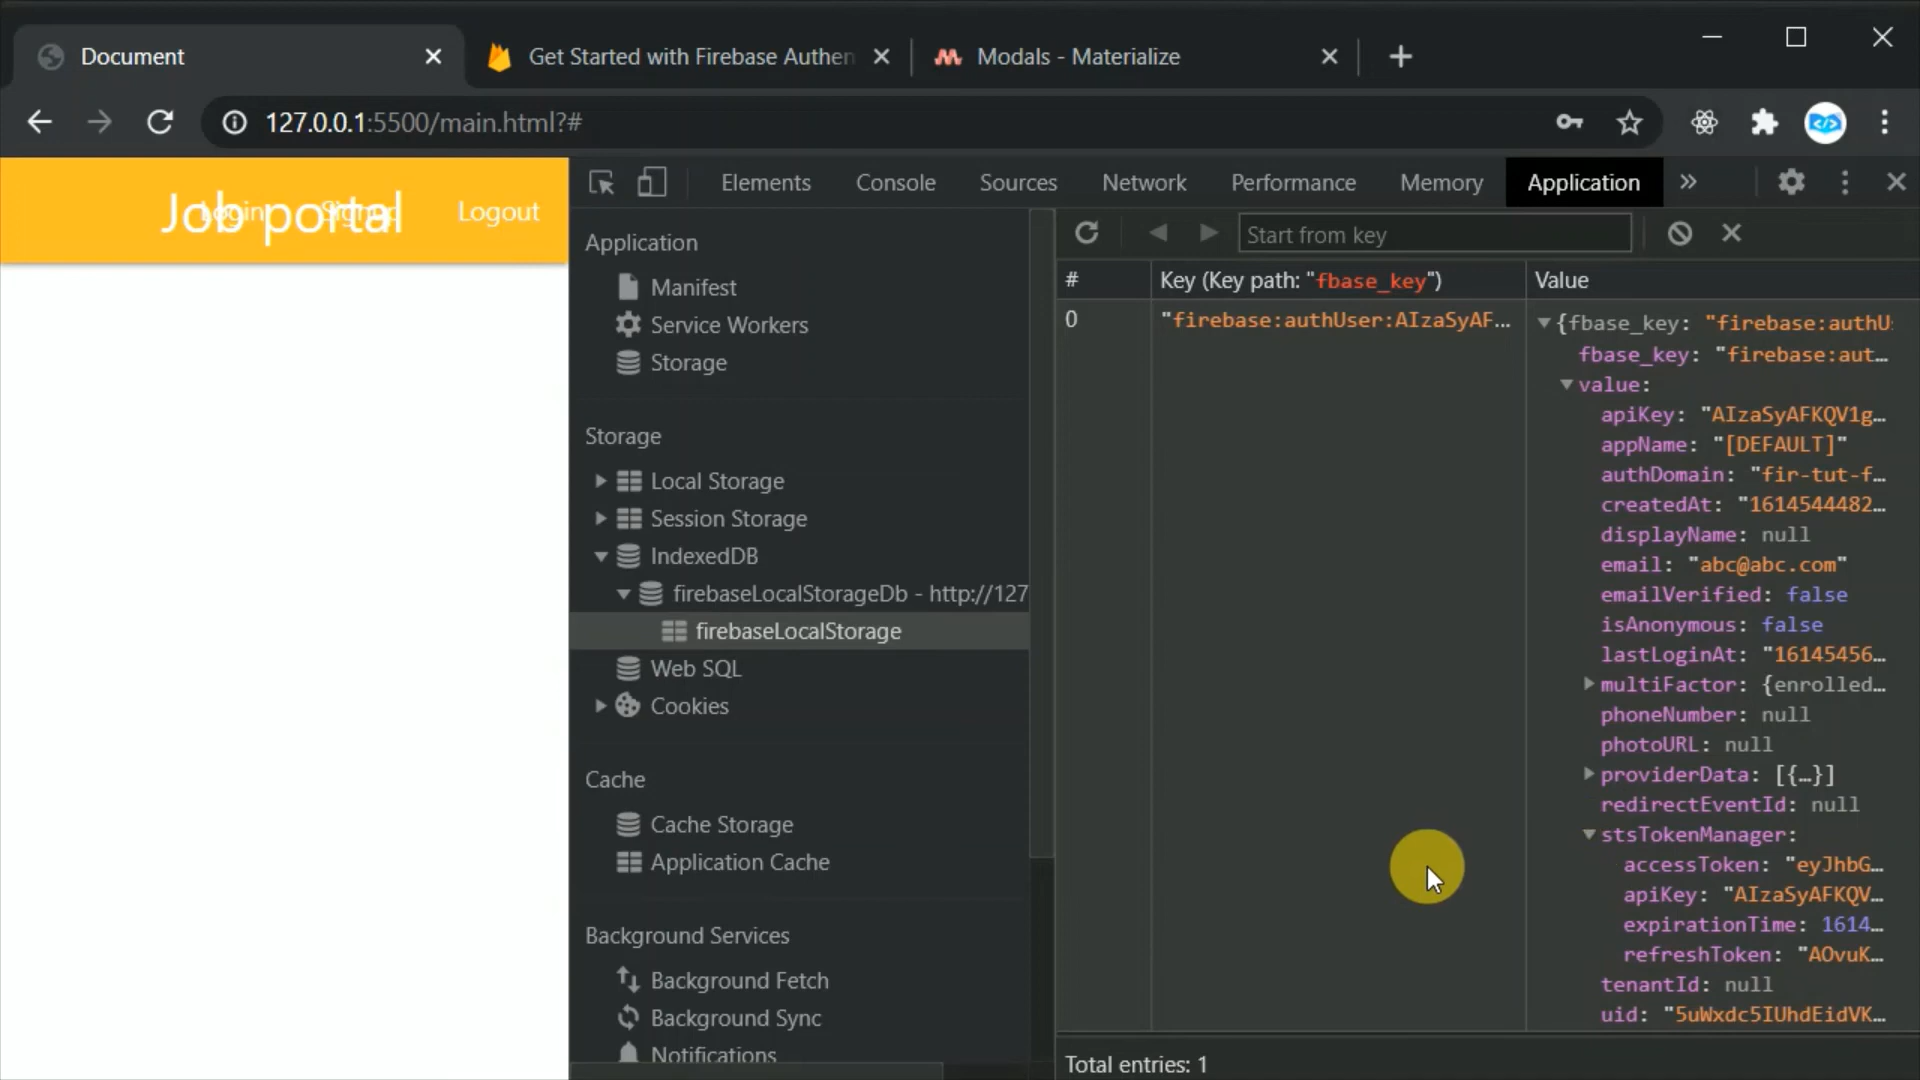 Document
Get Started with Firebase Authen
Modals - Materialize
127.0.0.1:5500/main.html?#
Job portal
Login
Signup
Logout
Elements
Console
Sources
Network
Performance
Memory
Application
Application
Manifest
Service Workers
Storage
Storage
Local Storage
Session Storage
IndexedDB
firebaseLocalStorageDb - http://127
firebaseLocalStorage
Web SQL
Cookies
Cache
Cache Storage
Application Cache
Background Services
Background Fetch
Background Sync
Notifications
Start from key
# Key (Key path: "fbase_key") Value
0 "firebase:authUser:AIzaSyAF… {fbase_key: "firebase:authU
fbase_key: "firebase:aut…
value:
apiKey: "AIzaSyAFKQV1g…
appName: "[DEFAULT]"
authDomain: "fir-tut-f…
createdAt: "1614544482…
displayName: null
email: "abc@abc.com"
emailVerified: false
isAnonymous: false
lastLoginAt: "16145456…
multiFactor: {enrolled…
phoneNumber: null
photoURL: null
providerData: [{…}]
redirectEventId: null
stsTokenManager:
accessToken: "eyJhbG…
apiKey: "AIzaSyAFKQV…
expirationTime: 1614…
refreshToken: "AOvuK…
tenantId: null
uid: "5uWxdc5IUhdEidVK…
Total entries: 1